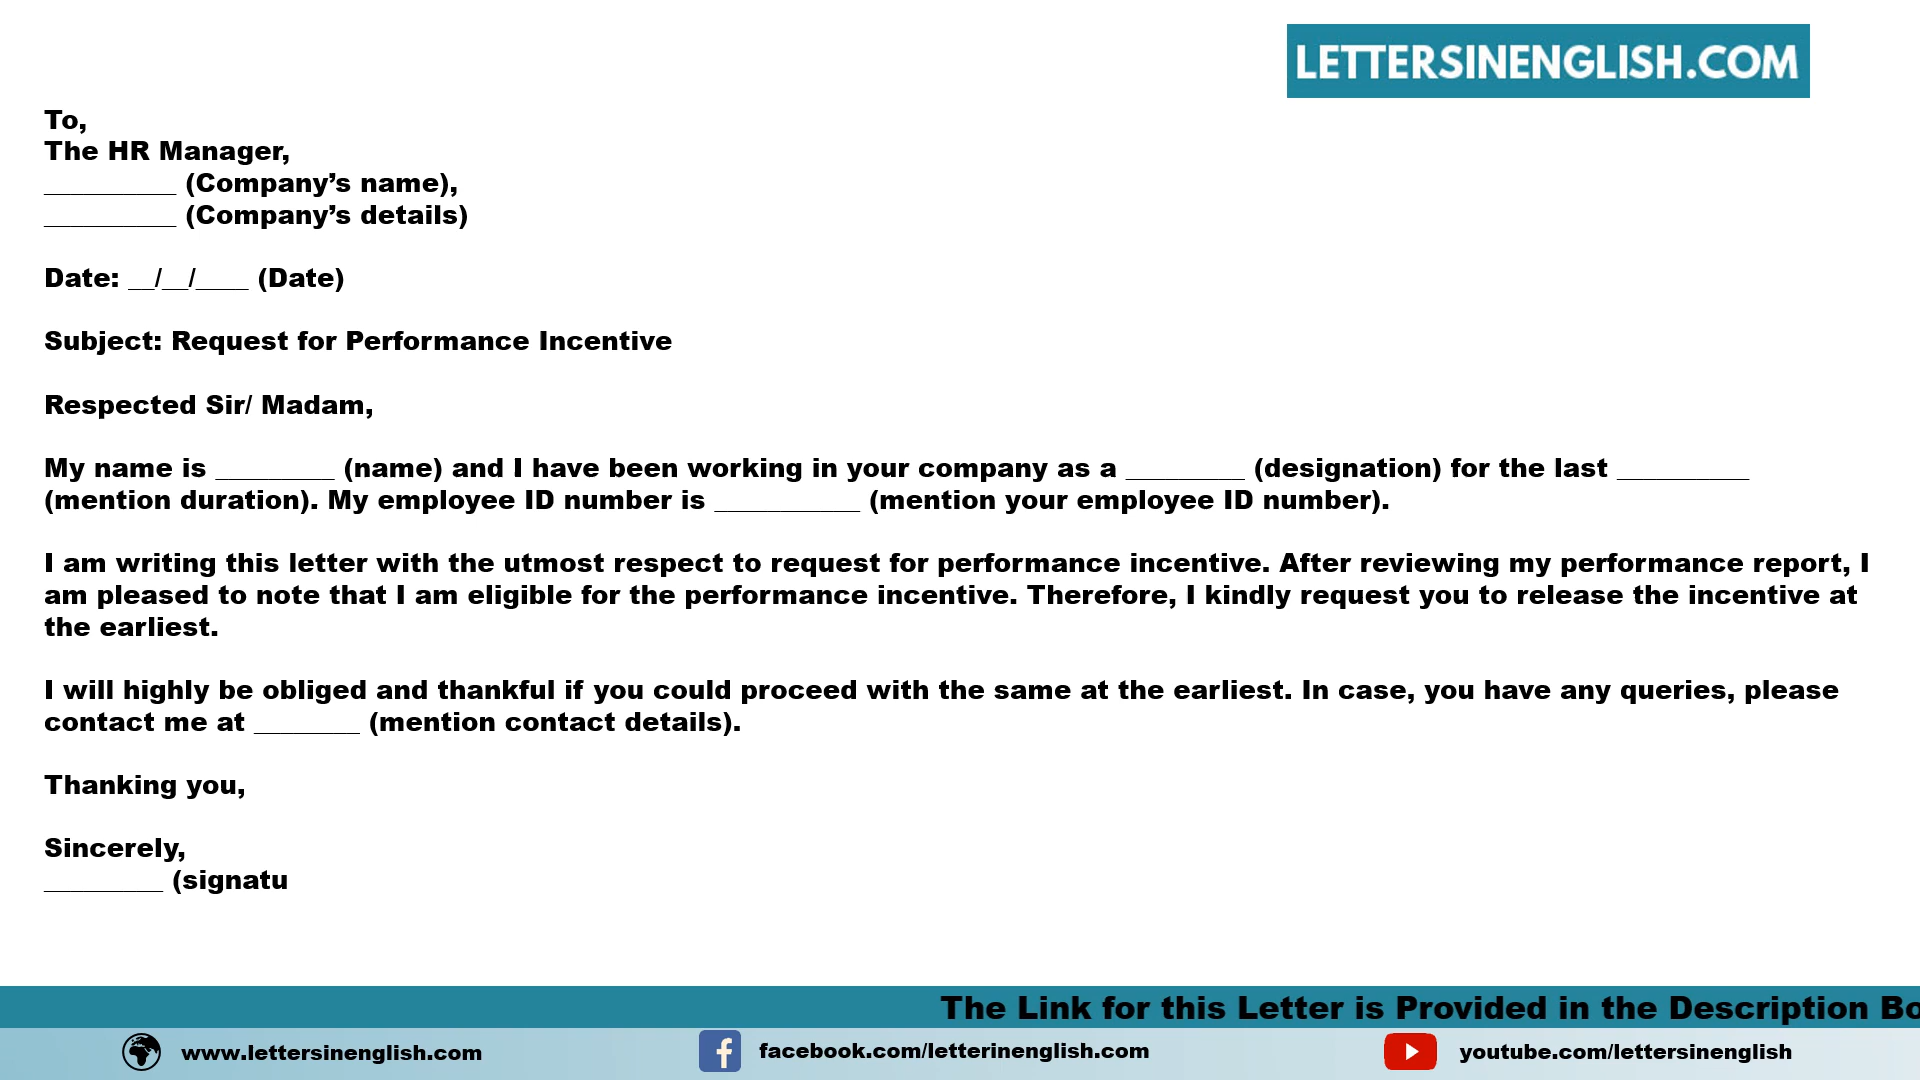 LETTERSINENGLISH.COM
To,
The HR Manager,
__________ (Company’s name),
__________ (Company’s details)
Date: __/__/____ (Date)
Subject: Request for Performance Incentive
Respected Sir/ Madam,
My name is _________ (name) and I have been working in your company as a _________ (designation) for the last __________
(mention duration). My employee ID number is ___________ (mention your employee ID number).
I am writing this letter with the utmost respect to request for performance incentive. After reviewing my performance report, I
am pleased to note that I am eligible for the performance incentive. Therefore, I kindly request you to release the incentive at
the earliest.
I will highly be obliged and thankful if you could proceed with the same at the earliest. In case, you have any queries, please
contact me at ________ (mention contact details).
Thanking you,
Sincerely,
_________ (signatu
The Link for this Letter is Provided in the Description Bo
www.lettersinenglish.com
facebook.com/letterinenglish.com
youtube.com/lettersinenglish